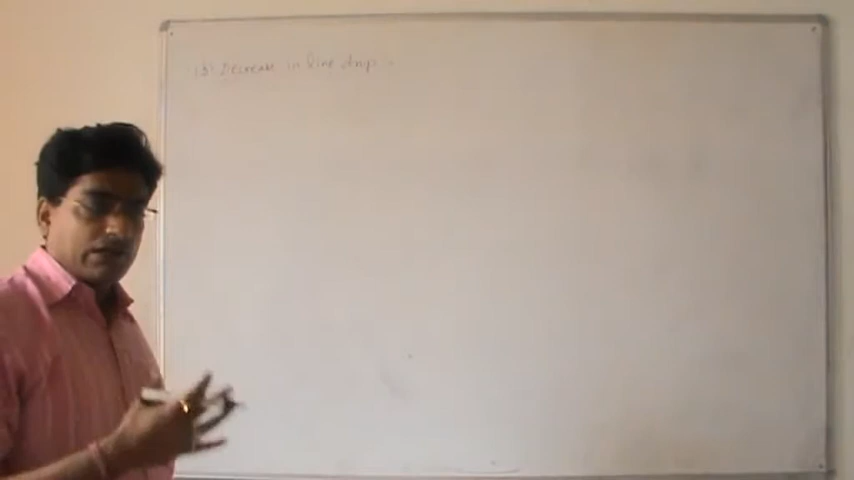 (3) Decrease in line drop :-